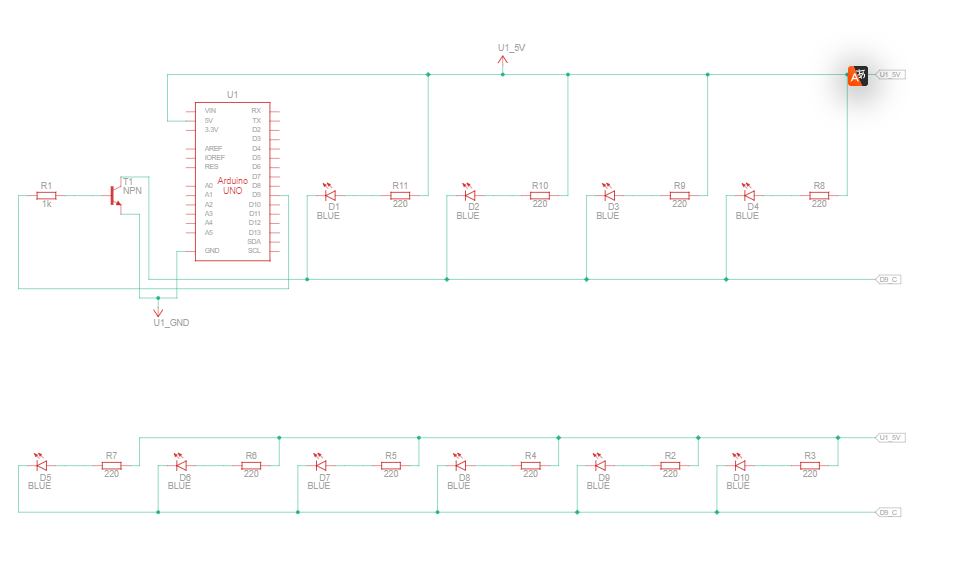 U1_5V
U1_5V
U1
VIN
5V
3.3V
AREF
IOREF
RES
A0
A1
A2
A3
A4
A5
GND
Arduino
UNO
RX
TX
D2
D3
D4
D5
D6
D7
D8
D9
D10
D11
D12
D13
SDA
SCL
R1
1k
T1
NPN
D1
BLUE
R11
220
D2
BLUE
R10
220
D3
BLUE
R9
220
D4
BLUE
R8
220
D9_C
U1_GND
U1_5V
D5
BLUE
R7
220
D6
BLUE
R6
220
D7
BLUE
R5
220
D8
BLUE
R4
220
D9
BLUE
R2
220
D10
BLUE
R3
220
D9_C